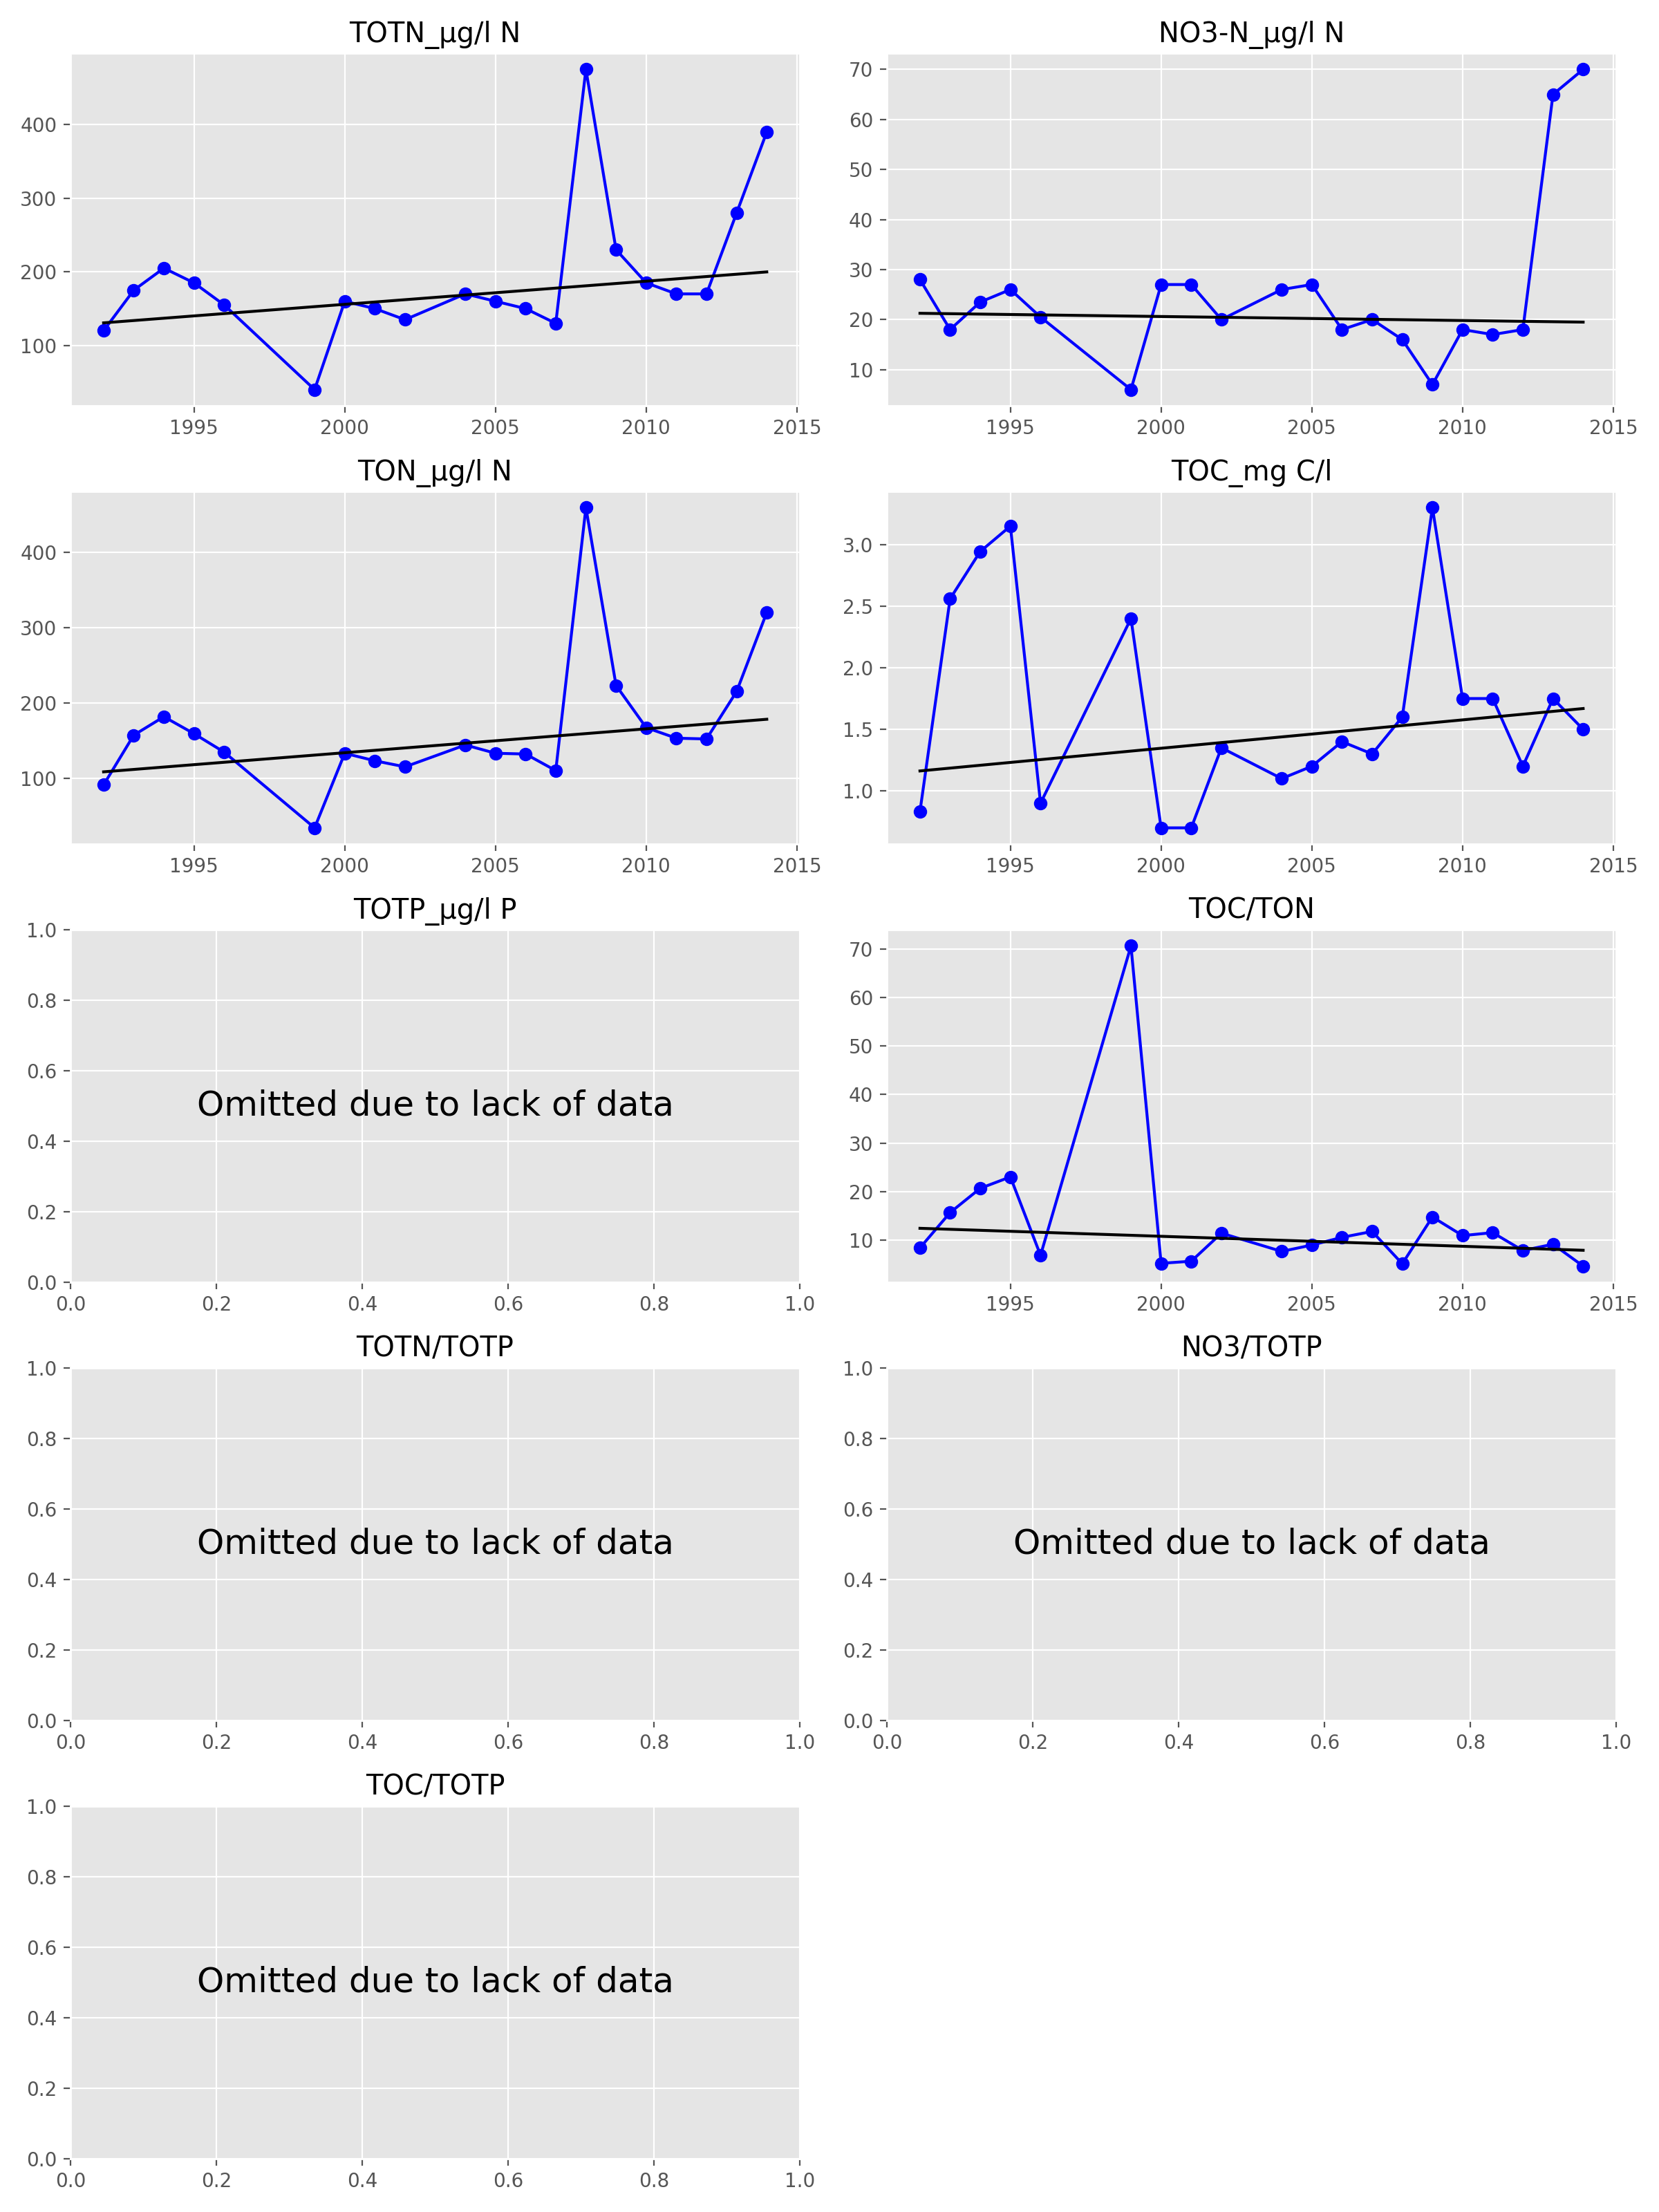 TOTN_µg/l N
NO3-N_µg/l N
400
300
200
100
1995 2000 2005 2010 2015
70
60
50
40
30
20
10
1995 2000 2005 2010 2015
TON_µg/l N
TOC_mg C/l
400
300
200
100
1995 2000 2005 2010 2015
3.0
2.5
2.0
1.5
1.0
1995 2000 2005 2010 2015
TOTP_µg/l P
TOC/TON
1.0
0.8
0.6
Omitted due to lack of data
0.4
0.2
0.0
0.0 0.2 0.4 0.6 0.8 1.0
70
60
50
40
30
20
10
1995 2000 2005 2010 2015
TOTN/TOTP
NO3/TOTP
1.0
0.8
0.6
Omitted due to lack of data
0.4
0.2
0.0
0.0 0.2 0.4 0.6 0.8 1.0
1.0
0.8
0.6
Omitted due to lack of data
0.4
0.2
0.0
0.0 0.2 0.4 0.6 0.8 1.0
TOC/TOTP
1.0
0.8
0.6
Omitted due to lack of data
0.4
0.2
0.0
0.0 0.2 0.4 0.6 0.8 1.0